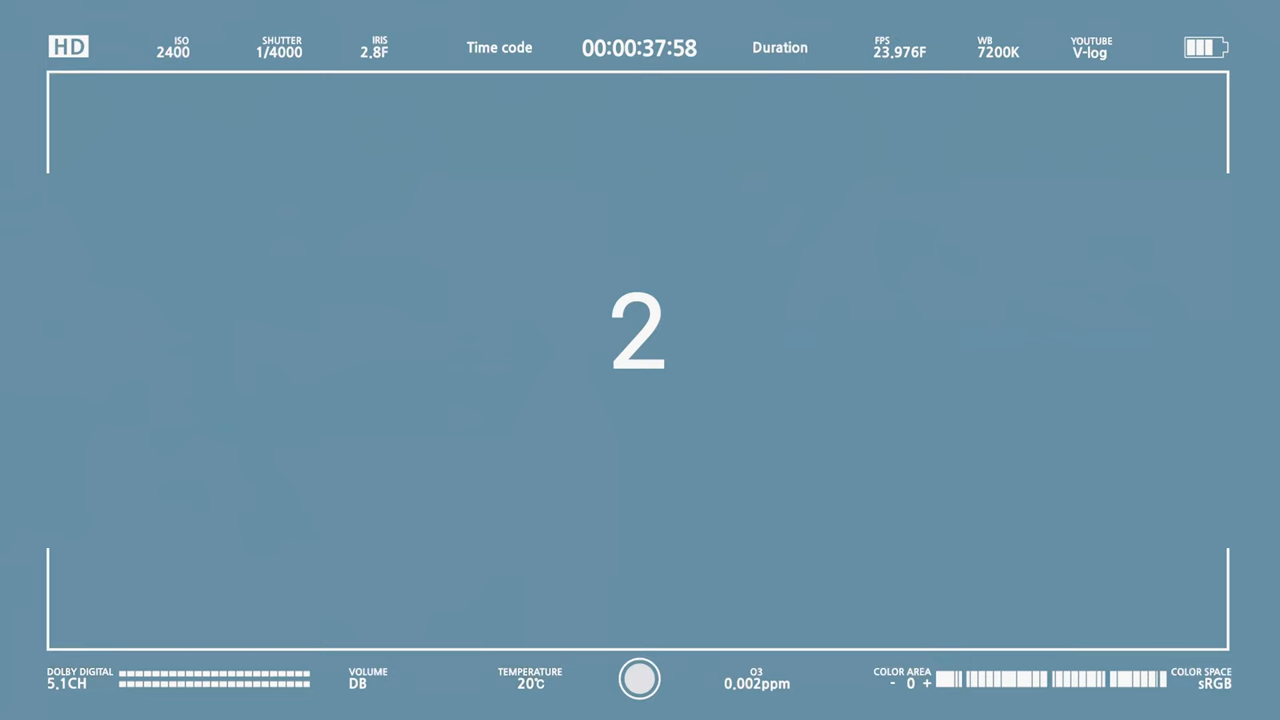 HD
ISO
2400
SHUTTER
1/4000
IRIS
2.8F
Time code
00:00:37:58
Duration
FPS
23.976F
WB
7200K
YOUTUBE
V-log
2
DOLBY DIGITAL
5.1CH
VOLUME
DB
TEMPERATURE
20℃
O3
0.002ppm
COLOR AREA
- 0 +
COLOR SPACE
sRGB